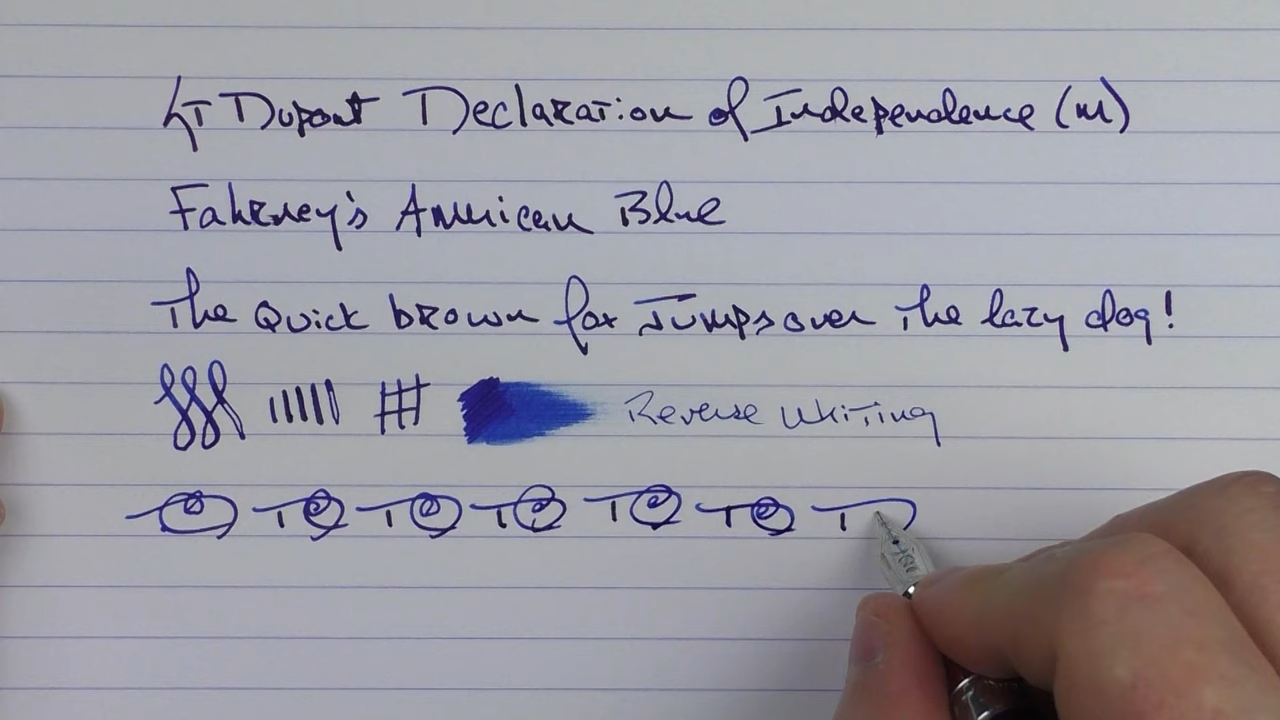 ST Dupont Declaration of Independence (M)
Fahrney's American Blue
The Quick brown fox Jumps over the lazy dog!
Reverse Writing